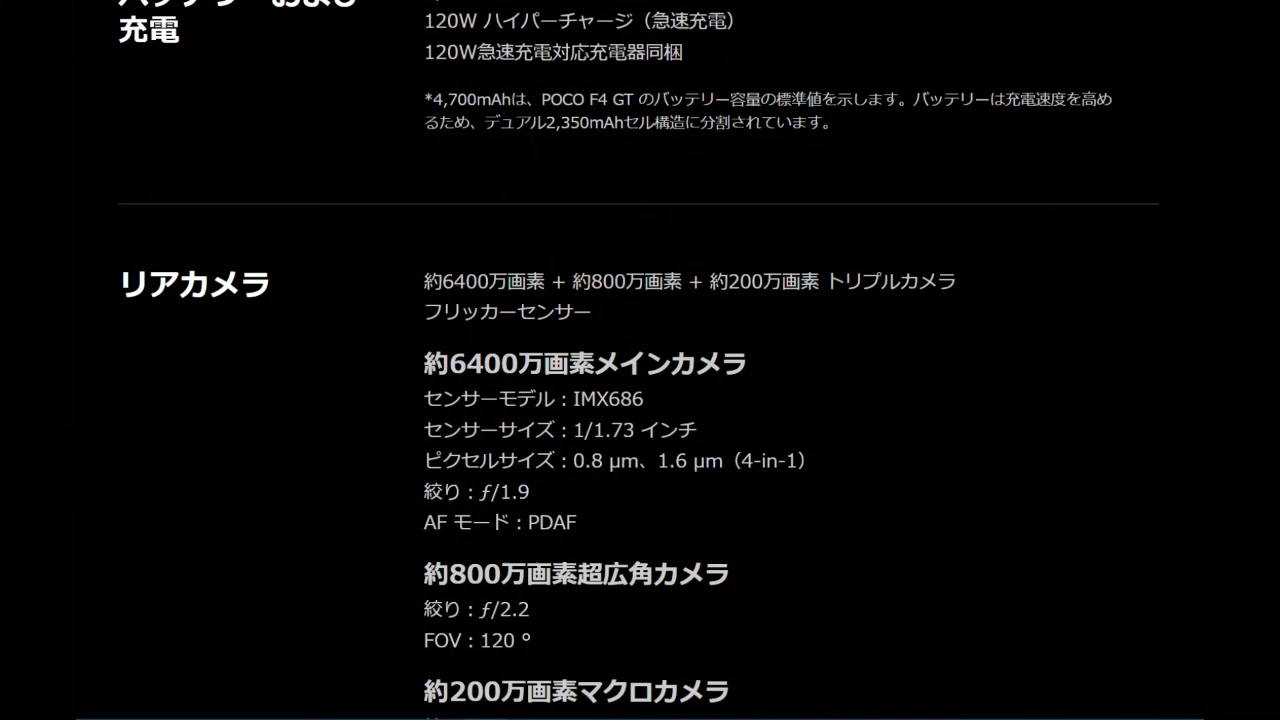 バッテリーおよび
充電
120W ハイパーチャージ（急速充電）
120W急速充電対応充電器同梱
*4,700mAhは、POCO F4 GT のバッテリー容量の標準値を示します。バッテリーは充電速度を高め
るため、デュアル2,350mAhセル構造に分割されています。
リアカメラ
約6400万画素 + 約800万画素 + 約200万画素 トリプルカメラ
フリッカーセンサー
約6400万画素メインカメラ
センサーモデル : IMX686
センサーサイズ : 1/1.73 インチ
ピクセルサイズ : 0.8 μm、1.6 μm（4-in-1）
絞り : ƒ/1.9
AF モード : PDAF
約800万画素超広角カメラ
絞り : ƒ/2.2
FOV : 120 °
約200万画素マクロカメラ